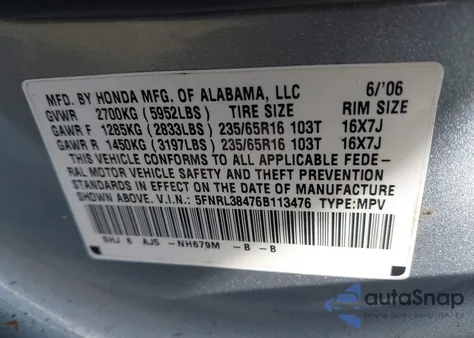 MFD. BY HONDA MFG. OF ALABAMA, LLC 6/'06
GVWR 2700KG (5952LBS) TIRE SIZE RIM SIZE
GAWR F 1285KG (2833LBS) 235/65R16 103T 16X7J
GAWR R 1450KG (3197LBS) 235/65R16 103T 16X7J
THIS VEHICLE CONFORMS TO ALL APPLICABLE FEDE-
RAL MOTOR VEHICLE SAFETY AND THEFT PREVENTION
STANDARDS IN EFFECT ON THE DATE OF MANUFACTURE
SHOWN ABOVE. V.I.N.: 5FNRL38476B113476 TYPE:MPV
SHJ 6 AJ5 -NH679M -B -B
autoSnap